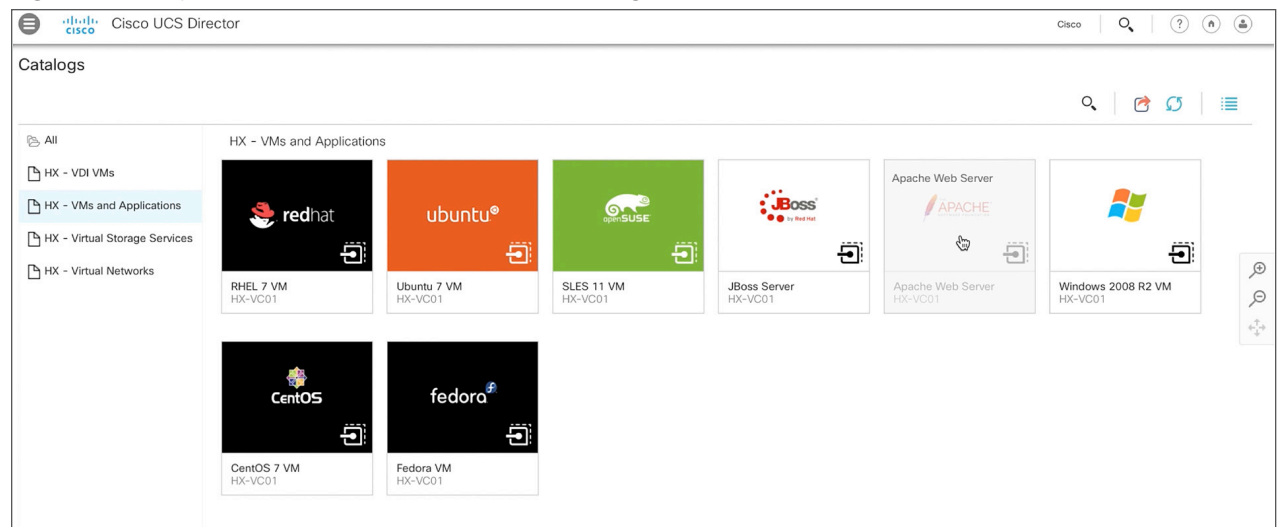 cisco Cisco UCS Director Cisco ?
Catalogs
All
HX - VDI VMs
HX - VMs and Applications
HX - Virtual Storage Services
HX - Virtual Networks
HX - VMs and Applications
redhat
RHEL 7 VM
HX-VC01
ubuntu
Ubuntu 7 VM
HX-VC01
openSUSE
SLES 11 VM
HX-VC01
JBoss
by Red Hat
JBoss Server
HX-VC01
Apache Web Server
APACHE
Apache Web Server
HX-VC01
Windows 2008 R2 VM
HX-VC01
CentOS
CentOS 7 VM
HX-VC01
fedora
Fedora VM
HX-VC01